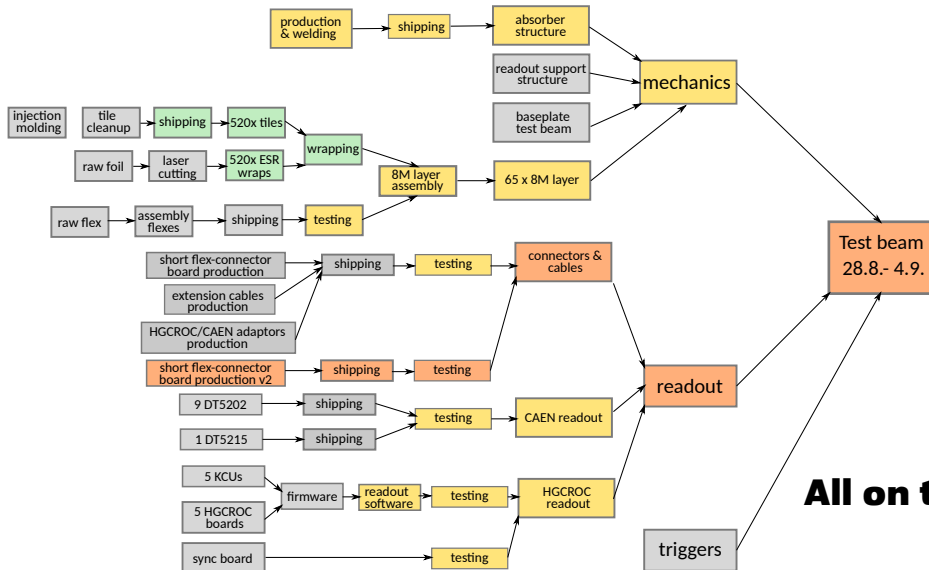 production
& welding
shipping
absorber
structure
readout support
structure
mechanics
baseplate
test beam
injection
molding
tile
cleanup
shipping
520x tiles
wrapping
raw foil
laser
cutting
520x ESR
wraps
8M layer
assembly
65 x 8M layer
raw flex
assembly
flexes
shipping
testing
Test beam
28.8.- 4.9.
short flex-connector
board production
shipping
testing
connectors &
cables
extension cables
production
HGCROC/CAEN adaptors
production
short flex-connector
board production v2
shipping
testing
readout
9 DT5202
shipping
testing
CAEN readout
1 DT5215
shipping
5 KCUs
firmware
readout
software
testing
HGCROC
readout
5 HGCROC
boards
sync board
testing
triggers
All on t